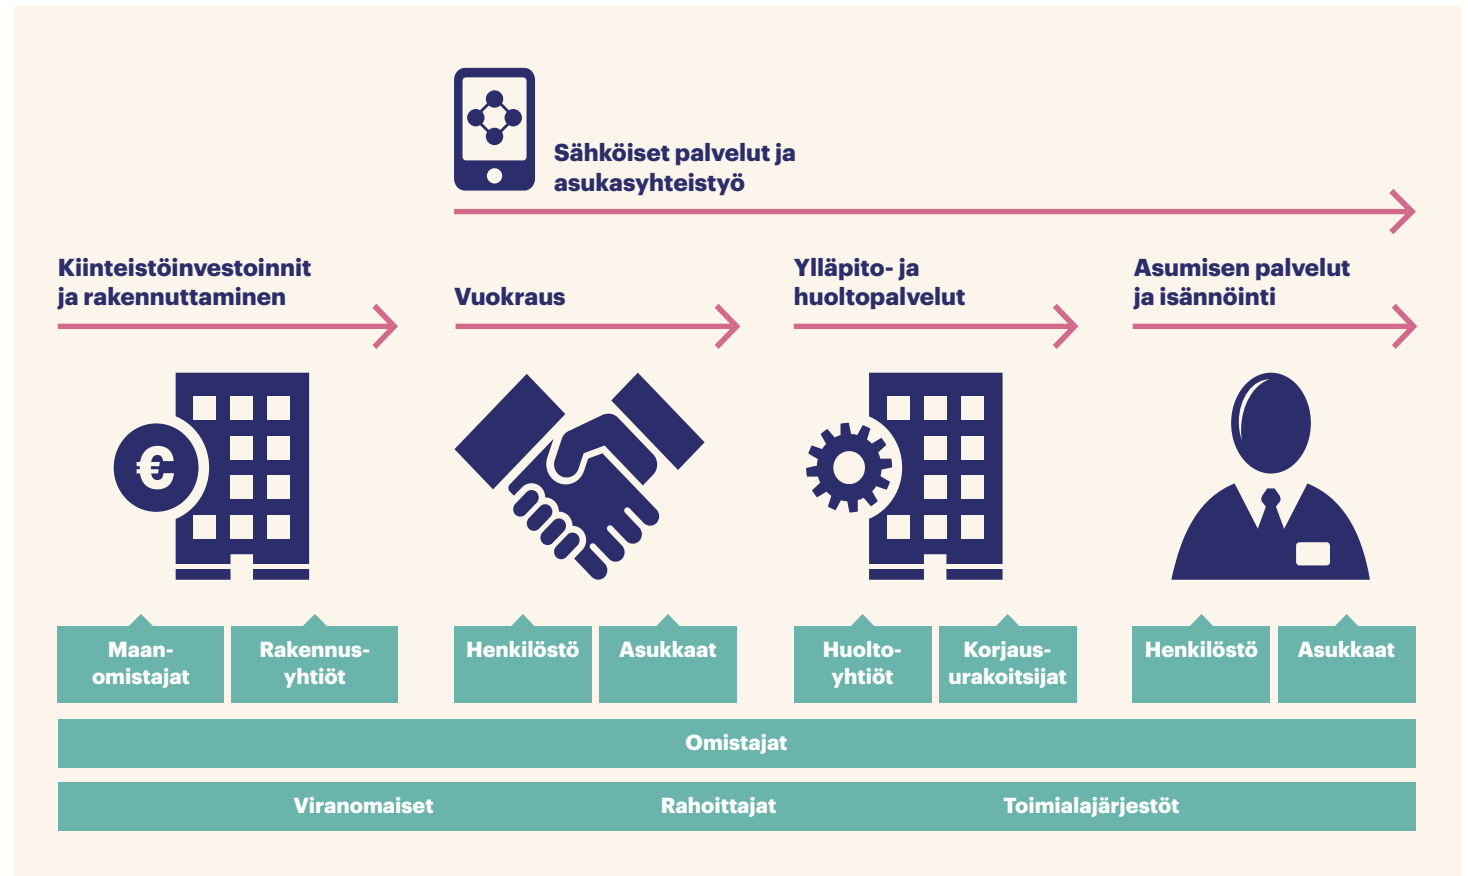 Sähköiset palvelut ja
asukasyhteistyö
Kiinteistöinvestoinnit
ja rakennuttaminen
Vuokraus
Ylläpito- ja
huoltopalvelut
Asumisen palvelut
ja isännöinti
€
Maan-
omistajat
Rakennus-
yhtiöt
Henkilöstö
Asukkaat
Huolto-
yhtiöt
Korjaus-
urakoitsijat
Henkilöstö
Asukkaat
Omistajat
Viranomaiset
Rahoittajat
Toimialajärjestöt